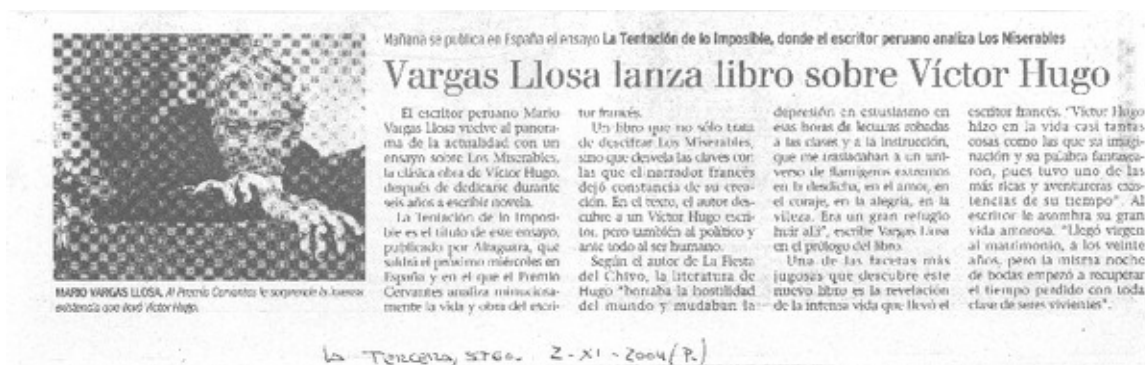 Mañana se publica en España el ensayo La Tentación de lo Imposible, donde el escritor peruano analiza Los Miserables
Vargas Llosa lanza libro sobre Víctor Hugo
El escritor peruano Mario
Vargas Llosa vuelve al panora-
ma de la actualidad con un
ensayo sobre Los Miserables,
la clásica obra de Víctor Hugo,
después de dedicarse durante
seis años a escribir novela.
La Tentación de lo Imposi-
ble es el título de este ensayo,
publicado por Alfaguara, que
saldrá el próximo miércoles en
España y en el que el Premio
Cervantes analiza minuciosa-
mente la vida y obra del escri-
tor francés.
Un libro que no sólo trata
de descifrar Los Miserables,
sino que desvela las claves con
las que el narrador francés
dejó constancia de su crea-
ción. En el texto, el autor des-
cubre a un Víctor Hugo escri-
tor, pero también al político y
ante todo al ser humano.
Según el autor de La Fiesta
del Chivo, la literatura de
Hugo "borraba la hostilidad
del mundo y mudaban la
depresión en estusiasmo en
esas horas de lecturas robadas
a las clases y a la instrucción,
que me trasladaban a un uni-
verso de flamígeros extremos
en la desdicha, en el amor, en
el coraje, en la alegría, en la
vileza. Era un gran refugio
huir allí", escribe Vargas Llosa
en el prólogo del libro.
Una de las facetas más
jugosas que descubre este
nuevo libro es la revelación
de la intensa vida que llevó el
escritor francés. "Víctor Hugo
hizo en la vida casi tantas
cosas como las que su imagi-
nación y su palabra fantasea-
ron, pues tuvo una de las
más ricas y aventureras exis-
tencias de su tiempo". Al
escritor le asombra su gran
vida amorosa. "Llegó virgen
al matrimonio, a los veinte
años, pero la misma noche
de bodas empezó a recuperar
el tiempo perdido con toda
clase de seres vivientes".
MARIO VARGAS LLOSA. Al Premio Cervantes le sorprende la intensa
existencia que llevó Víctor Hugo.
La Tercera, STGO. 2-XI-2004 (P.)